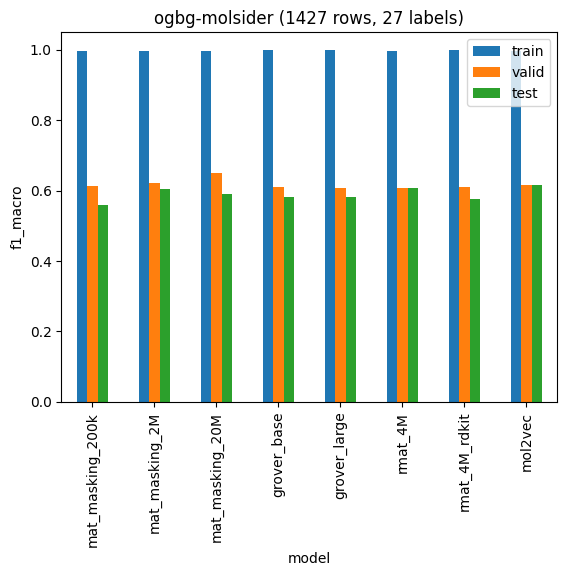 ogbg-molsider (1427 rows, 27 labels)
1.0
0.8
0.6
0.4
0.2
0.0
f1_macro
train
valid
test
mat_masking_200k
mat_masking_2M
mat_masking_20M
grover_base
grover_large
rmat_4M
rmat_4M_rdkit
mol2vec
model